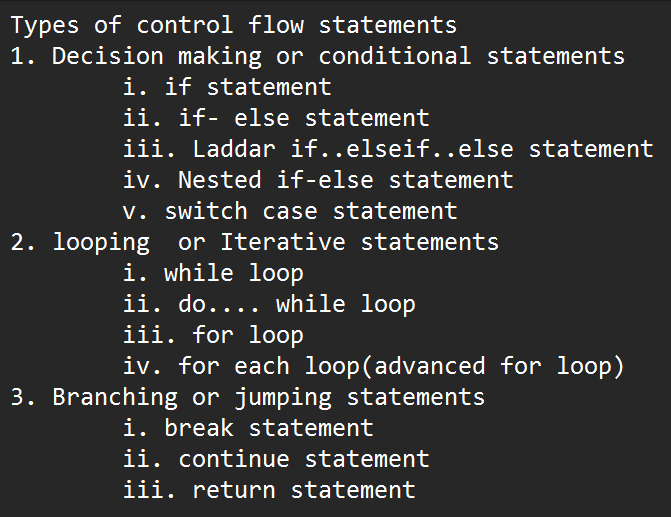 Types of control flow statements
1. Decision making or conditional statements
i. if statement
ii. if- else statement
iii. Laddar if..elseif..else statement
iv. Nested if-else statement
v. switch case statement
2. looping  or Iterative statements
i. while loop
ii. do.... while loop
iii. for loop
iv. for each loop(advanced for loop)
3. Branching or jumping statements
i. break statement
ii. continue statement
iii. return statement